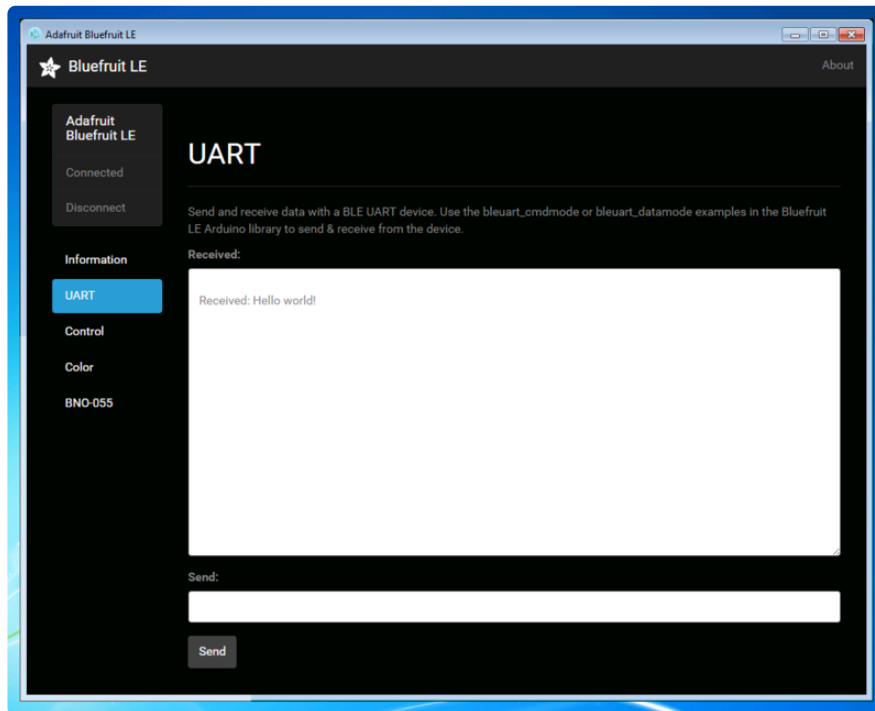 Adafruit Bluefruit LE
Bluefruit LE
About
Adafruit
Bluefruit LE
Connected
Disconnect
Information
UART
Control
Color
BNO-055
UART
Send and receive data with a BLE UART device. Use the bleuart_cmdmode or bleuart_datamode examples in the Bluefruit
LE Arduino library to send & receive from the device.
Received:
Received: Hello world!
Send:
Send